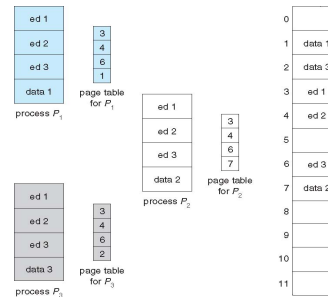 ed 1
ed 2
ed 3
data 1
process P1
3
4
6
1
page table
for P1
ed 1
ed 2
ed 3
data 2
process P2
3
4
6
7
page table
for P2
ed 1
ed 2
ed 3
data 3
process P3
3
4
6
2
page table
for P3
0
1 data 1
2 data 3
3 ed 1
4 ed 2
5
6 ed 3
7 data 2
8
9
10
11